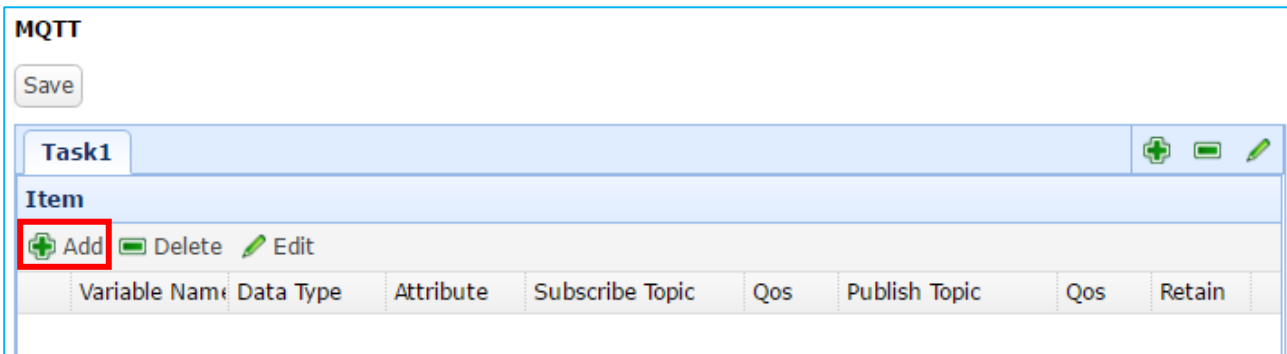 MQTT
Save
Task1
Item
Add Delete Edit
Variable Name Data Type Attribute Subscribe Topic Qos Publish Topic Qos Retain